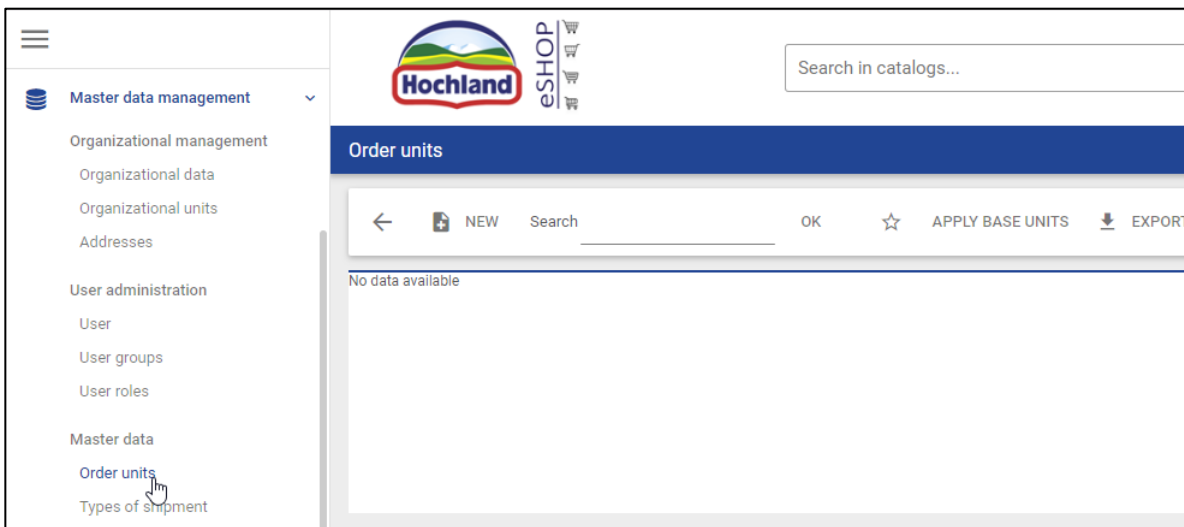 Hochland
eSHOP
Search in catalogs...
Master data management
Organizational management
Organizational data
Organizational units
Addresses
User administration
User
User groups
User roles
Master data
Order units
Types of shipment
Order units
NEW Search OK APPLY BASE UNITS EXPORT
No data available